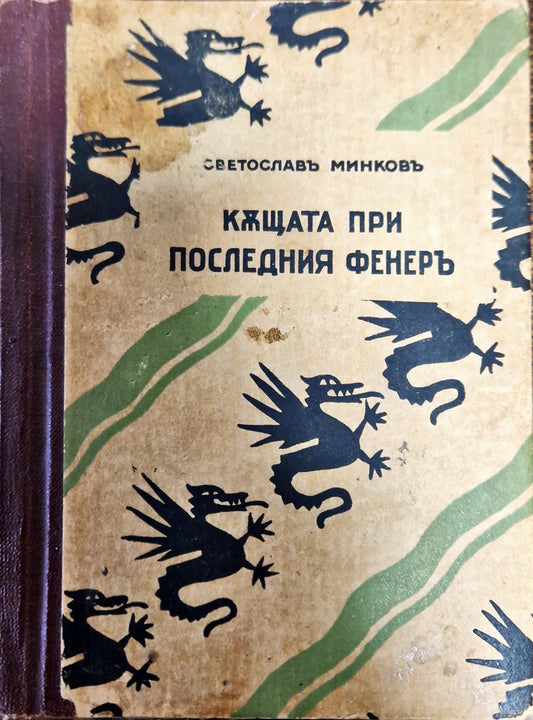 СВЕТОСЛАВЪ МИНКОВЪ
КѪЩАТА ПРИ
ПОСЛЕДНИЯ ФЕНЕРЪ